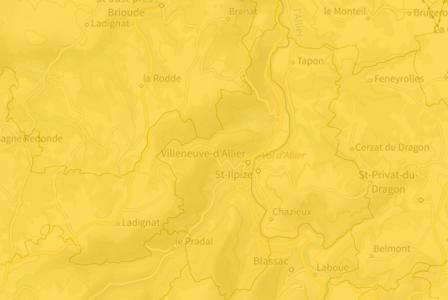 Brioude
Ladignat
Brenat
le Monteil
l'Allier
la Rodde
Tapon
Feneyrolles
Cerzat du Dragon
Villeneuve-d'Allier
Val d'Allier
St-Ilpize
St-Privat-du-
Dragon
Chazieux
Ladignat
le Pradal
Belmont
Blassac
Laboue